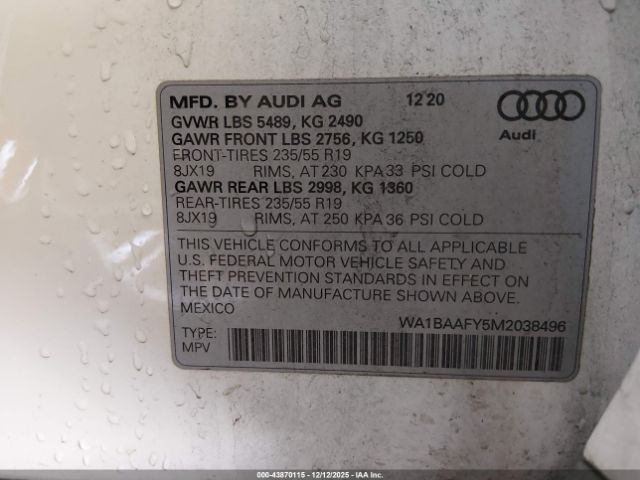 MFD. BY AUDI AG 12 20
GVWR LBS 5489, KG 2490
GAWR FRONT LBS 2756, KG 1250
FRONT-TIRES 235/55 R19
8JX19 RIMS, AT 230 KPA 33 PSI COLD
GAWR REAR LBS 2998, KG 1360
REAR-TIRES 235/55 R19
8JX19 RIMS, AT 250 KPA 36 PSI COLD
Audi
THIS VEHICLE CONFORMS TO ALL APPLICABLE
U.S. FEDERAL MOTOR VEHICLE SAFETY AND
THEFT PREVENTION STANDARDS IN EFFECT ON
THE DATE OF MANUFACTURE SHOWN ABOVE.
MEXICO
WA1BAAFY5M2038496
TYPE:
MPV
000-43870115 - 12/12/2025 - IAA Inc.